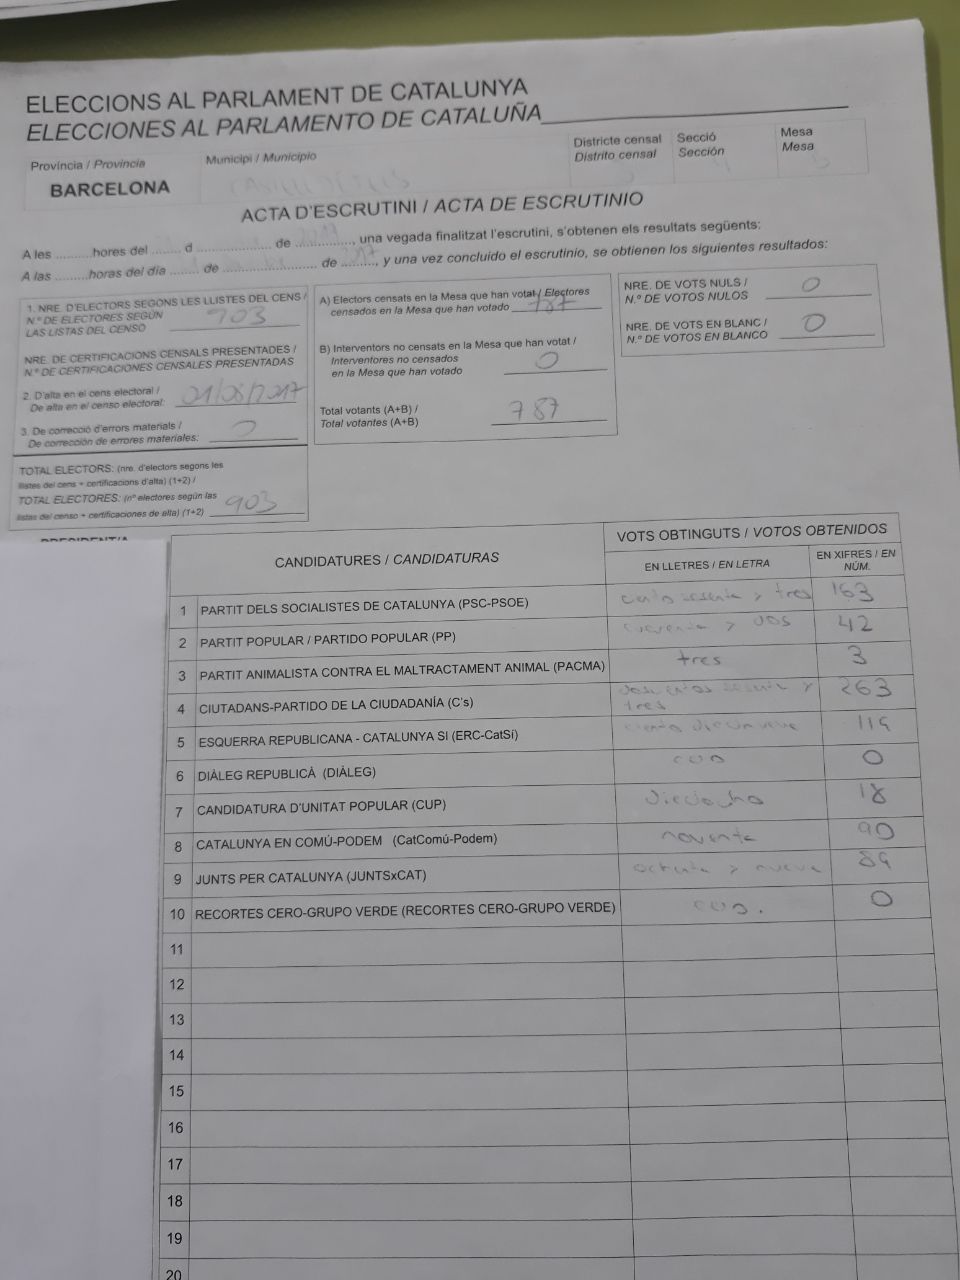 ELECCIONS AL PARLAMENT DE CATALUNYA
ELECCIONES AL PARLAMENTO DE CATALUÑA
Província / Provincia
BARCELONA
Municipi / Municipio
Districte censal
Distrito censal
Secció
Sección
Mesa
Mesa
ACTA D'ESCRUTINI / ACTA DE ESCRUTINIO
A les ..........hores del ...... d .................... de 2017, una vegada finalitzat l'escrutini, s'obtenen els resultats següents:
A las .........horas del día ........ de ......................... de 2017, y una vez concluido el escrutinio, se obtienen los siguientes resultados:
1. NRE. D'ELECTORS SEGONS LES LLISTES DEL CENS /
N.º DE ELECTORES SEGÚN
LAS LISTAS DEL CENSO 903
NRE. DE CERTIFICACIONS CENSALS PRESENTADES /
N.º DE CERTIFICACIONES CENSALES PRESENTADAS
2. D'alta en el cens electoral /
De alta en el censo electoral: 01/08/2017
3. De correcció d'errors materials /
De corrección de errores materiales: 0
TOTAL ELECTORS: (nre. d'electors segons les
llistes del cens + certificacions d'alta) (1+2) /
TOTAL ELECTORES: (nº electores según las
listas del censo + certificaciones de alta) (1+2) 903
A) Electors censats en la Mesa que han votat / Electores
censados en la Mesa que han votado 787
B) Interventors no censats en la Mesa que han votat /
Interventores no censados
en la Mesa que han votado 0
Total votants (A+B) /
Total votantes (A+B) 787
NRE. DE VOTS NULS /
N.º DE VOTOS NULOS 0
NRE. DE VOTS EN BLANC /
N.º DE VOTOS EN BLANCO 0
PRESIDENT/A
CANDIDATURES / CANDIDATURAS
VOTS OBTINGUTS / VOTOS OBTENIDOS
EN LLETRES / EN LETRA
EN XIFRES / EN
NÚM.
1 PARTIT DELS SOCIALISTES DE CATALUNYA (PSC-PSOE) ciento sesenta y tres 163
2 PARTIT POPULAR / PARTIDO POPULAR (PP) cuarenta y dos 42
3 PARTIT ANIMALISTA CONTRA EL MALTRACTAMENT ANIMAL (PACMA) tres 3
4 CIUTADANS-PARTIDO DE LA CIUDADANÍA (C's) doscientos sesenta y tres 263
5 ESQUERRA REPUBLICANA - CATALUNYA SI (ERC-CatSí) ciento diecinueve 119
6 DIÀLEG REPUBLICÀ (DIÀLEG) cero 0
7 CANDIDATURA D'UNITAT POPULAR (CUP) dieciocho 18
8 CATALUNYA EN COMÚ-PODEM (CatComú-Podem) noventa 90
9 JUNTS PER CATALUNYA (JUNTSxCAT) ochenta y nueve 89
10 RECORTES CERO-GRUPO VERDE (RECORTES CERO-GRUPO VERDE) cero. 0
11
12
13
14
15
16
17
18
19
20